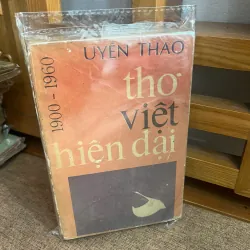 UYÊN THAO
thơ
việt
hiện đại
1900 - 1960